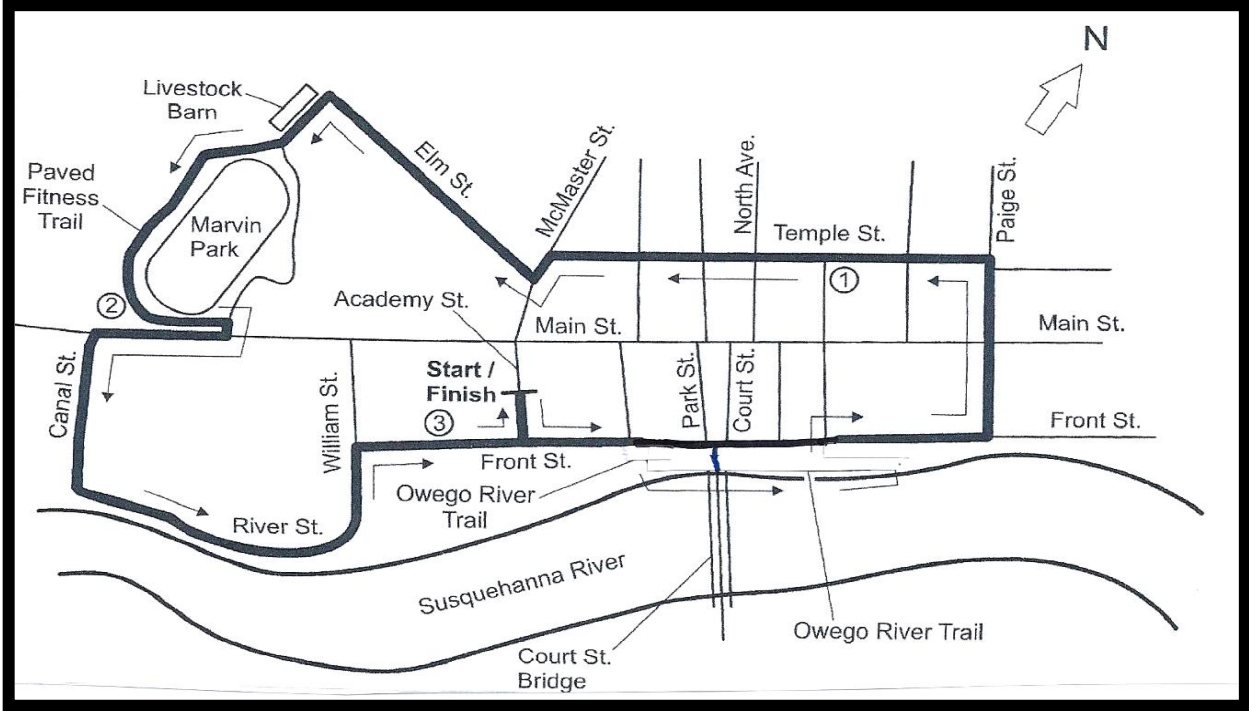 N
Livestock
Barn
Elm St.
McMaster St.
North Ave.
Paige St.
Paved
Fitness
Trail
Marvin
Park
Temple St.
1
2
Academy St.
Main St.
Main St.
Canal St.
William St.
Start /
Finish
3
Park St.
Court St.
Front St.
Front St.
Owego River
Trail
River St.
Susquehanna River
Owego River Trail
Court St.
Bridge